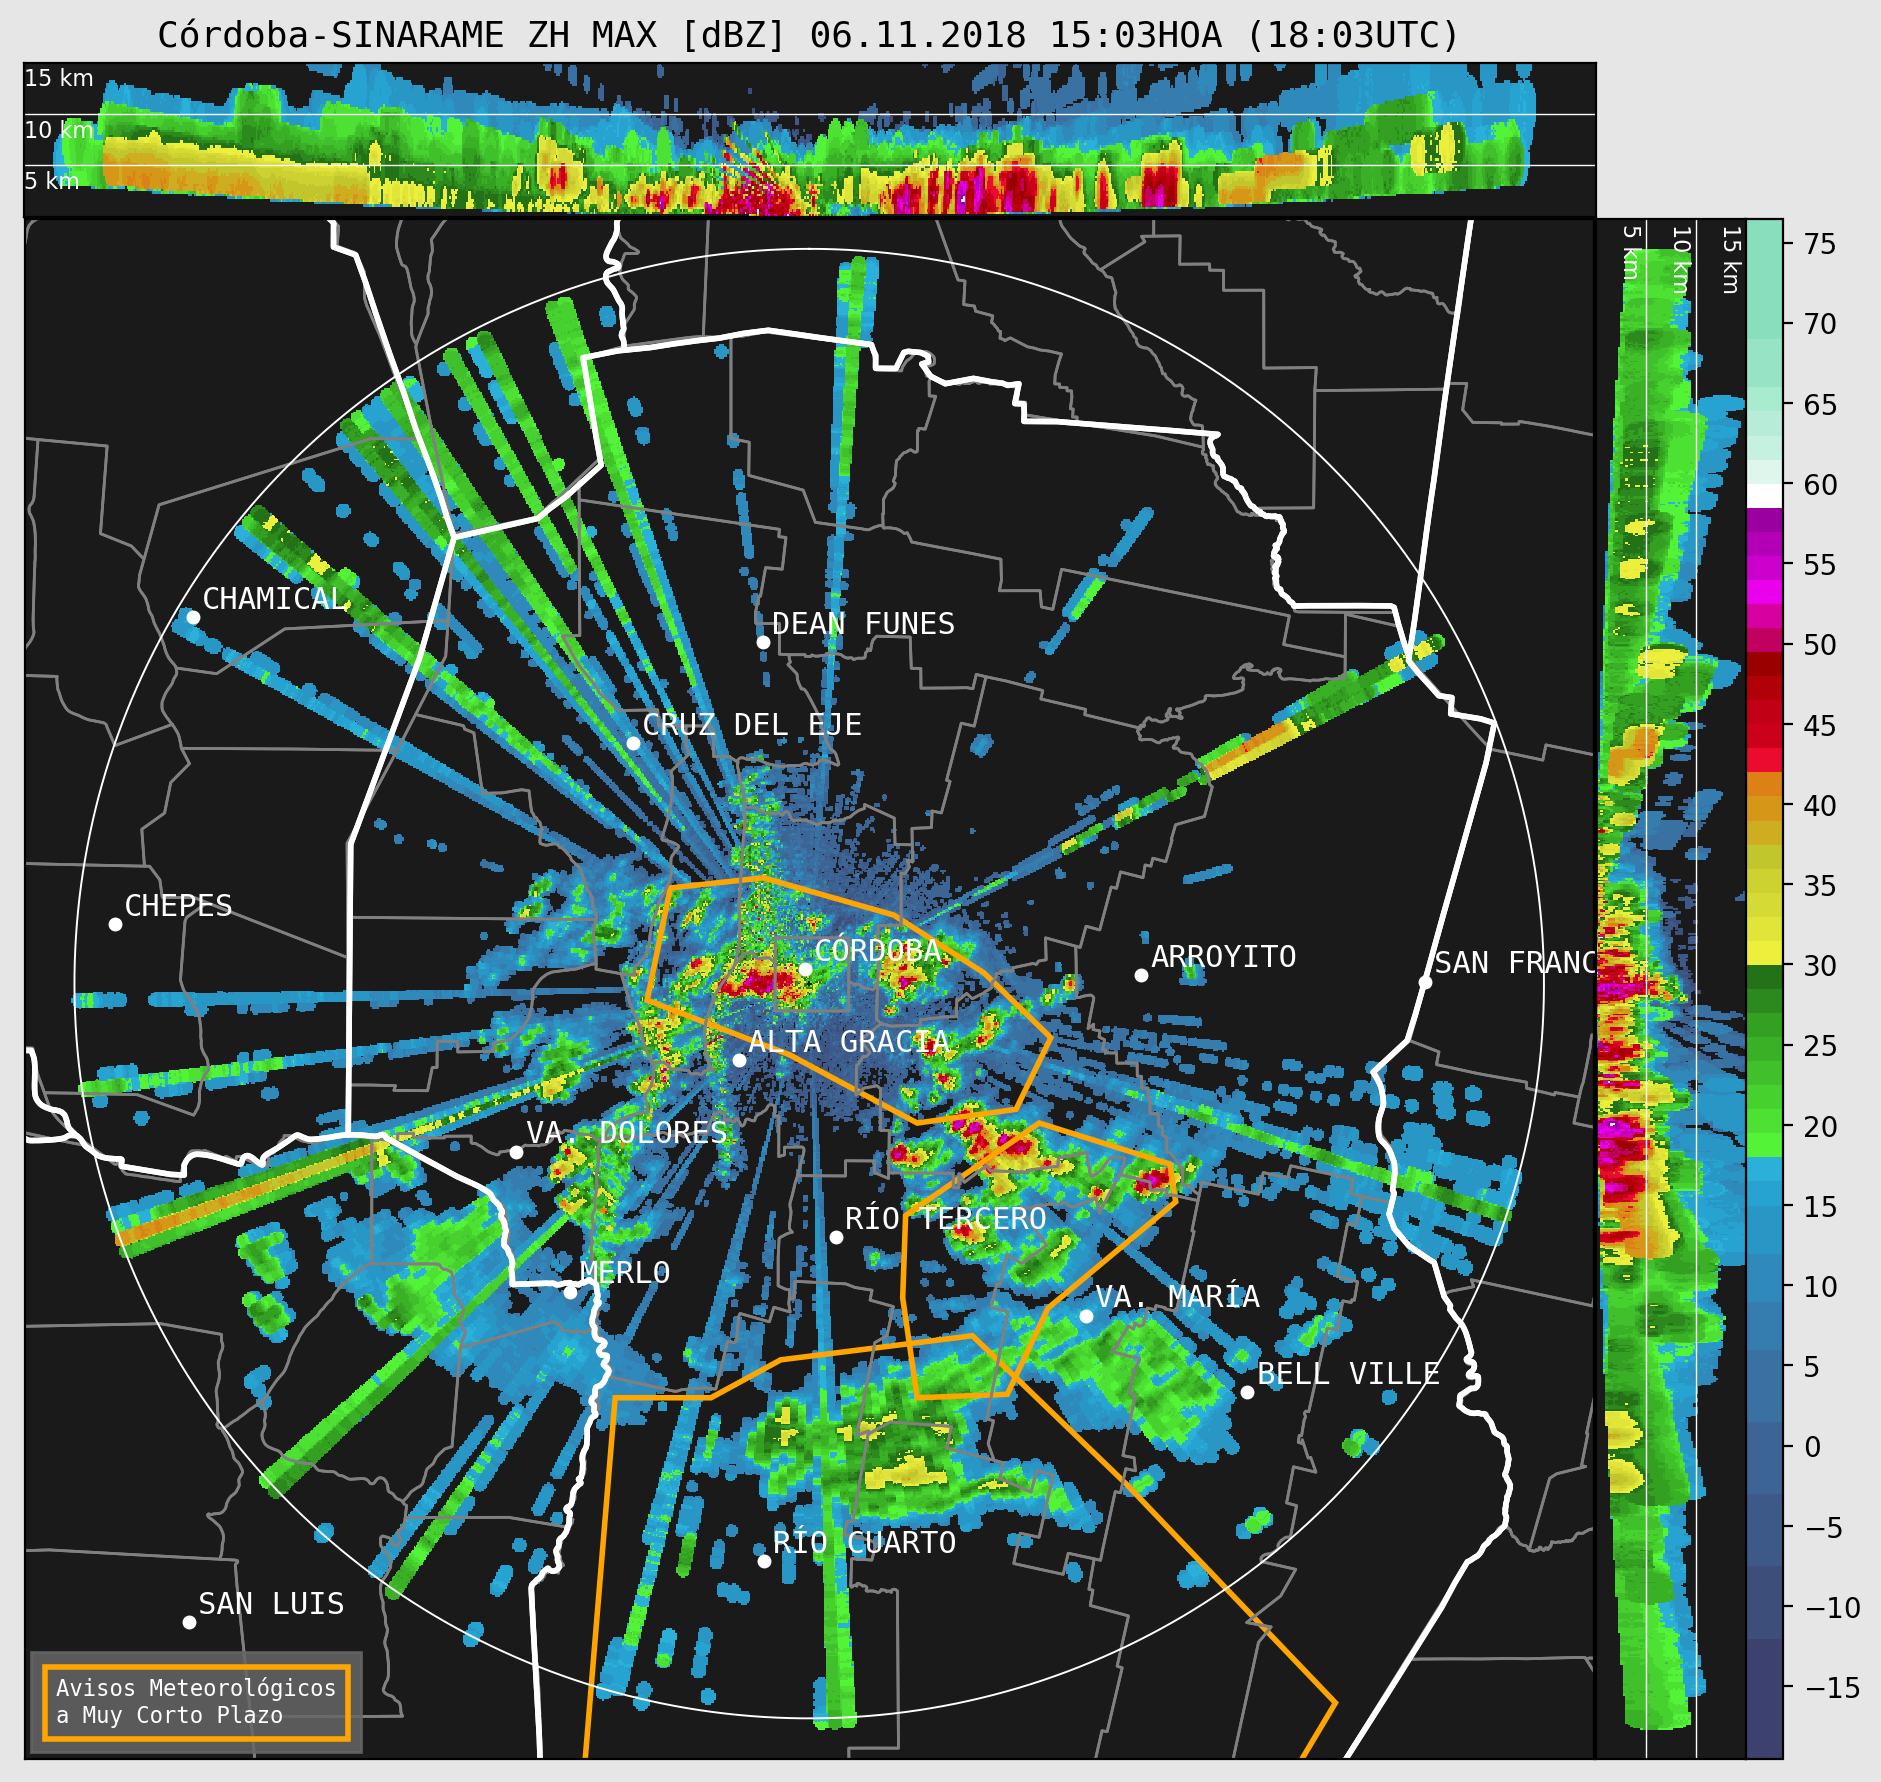 Córdoba-SINARAME ZH MAX [dBZ] 06.11.2018 15:03HOA (18:03UTC)
15 km
10 km
5 km
5 km
10 km
15 km
75
70
65
60
55
50
45
40
35
30
25
20
15
10
5
0
−5
−10
−15
CHAMICAL
DEAN FUNES
CRUZ DEL EJE
CHEPES
CÓRDOBA
ARROYITO
SAN FRANC
ALTA GRACIA
VA. DOLORES
RÍO TERCERO
MERLO
VA. MARÍA
BELL VILLE
RÍO CUARTO
SAN LUIS
Avisos Meteorológicos
a Muy Corto Plazo